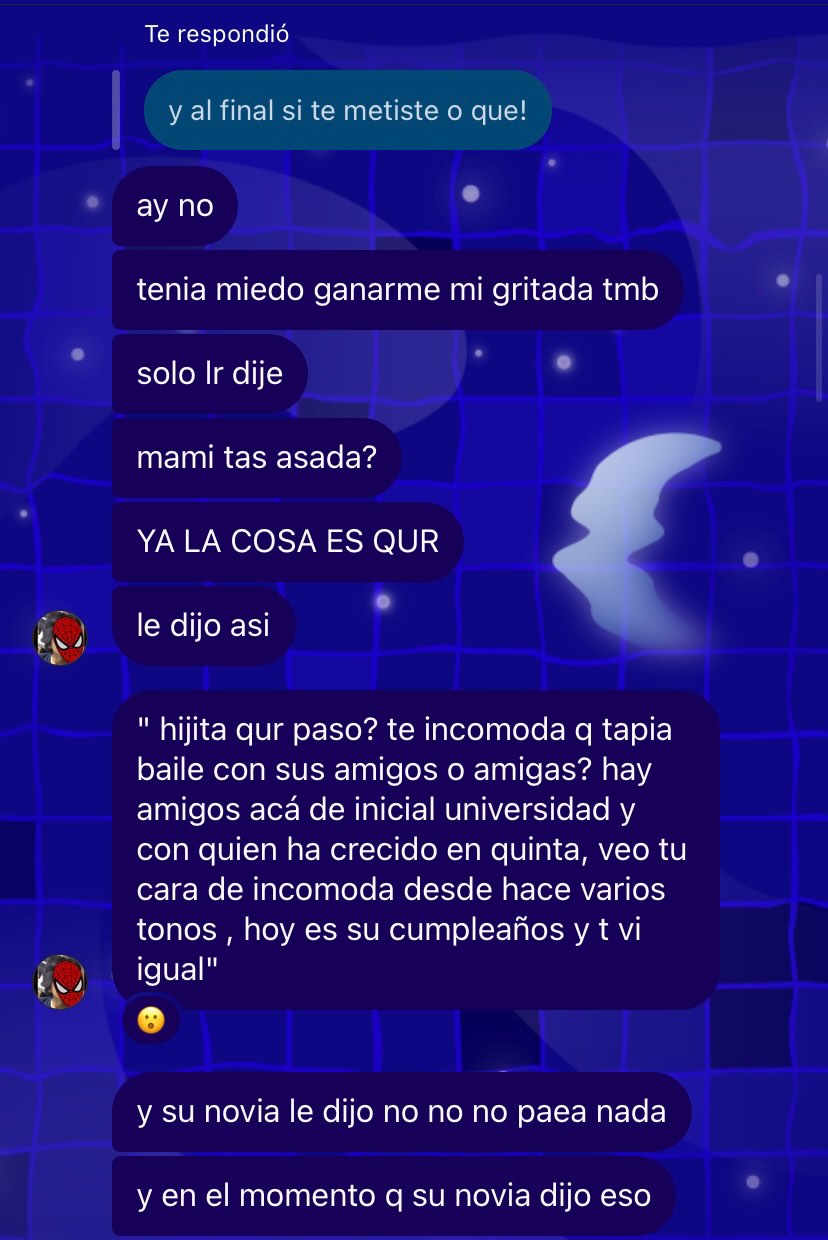 Te respondió
y al final si te metiste o que!
ay no
tenia miedo ganarme mi gritada tmb
solo lr dije
mami tas asada?
YA LA COSA ES QUR
le dijo asi
" hijita qur paso? te incomoda q tapia
baile con sus amigos o amigas? hay
amigos acá de inicial universidad y
con quien ha crecido en quinta, veo tu
cara de incomoda desde hace varios
tonos , hoy es su cumpleaños y t vi
igual"
y su novia le dijo no no no paea nada
y en el momento q su novia dijo eso